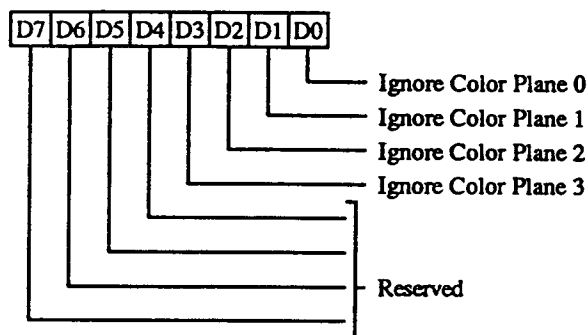 D7 D6 D5 D4 D3 D2 D1 D0
Ignore Color Plane 0
Ignore Color Plane 1
Ignore Color Plane 2
Ignore Color Plane 3
Reserved